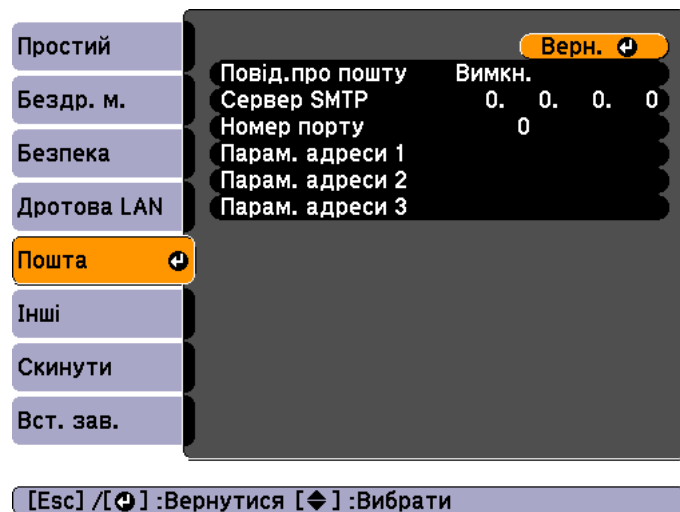 Простий
Бездр. м.
Безпека
Дротова LAN
Пошта
Інші
Скинути
Вст. зав.
Верн.
Повід.про пошту Вимкн.
Сервер SMTP 0. 0. 0. 0
Номер порту 0
Парам. адреси 1
Парам. адреси 2
Парам. адреси 3
[Esc] /[⏎] :Вернутися [◆] :Вибрати